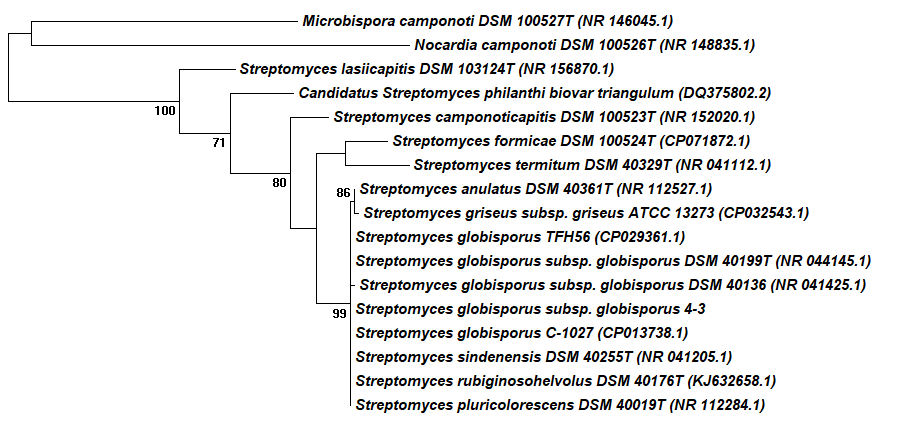 Microbispora camponoti DSM 100527T (NR 146045.1)
Nocardia camponoti DSM 100526T (NR 148835.1)
Streptomyces lasiicapitis DSM 103124T (NR 156870.1)
Candidatus Streptomyces philanthi biovar triangulum (DQ375802.2)
100
Streptomyces camponoticapitis DSM 100523T (NR 152020.1)
71
Streptomyces formicae DSM 100524T (CP071872.1)
Streptomyces termitum DSM 40329T (NR 041112.1)
80
86
Streptomyces anulatus DSM 40361T (NR 112527.1)
Streptomyces griseus subsp. griseus ATCC 13273 (CP032543.1)
Streptomyces globisporus TFH56 (CP029361.1)
Streptomyces globisporus subsp. globisporus DSM 40199T (NR 044145.1)
Streptomyces globisporus subsp. globisporus DSM 40136 (NR 041425.1)
Streptomyces globisporus subsp. globisporus 4-3
99
Streptomyces globisporus C-1027 (CP013738.1)
Streptomyces sindenensis DSM 40255T (NR 041205.1)
Streptomyces rubiginosohelvolus DSM 40176T (KJ632658.1)
Streptomyces pluricolorescens DSM 40019T (NR 112284.1)